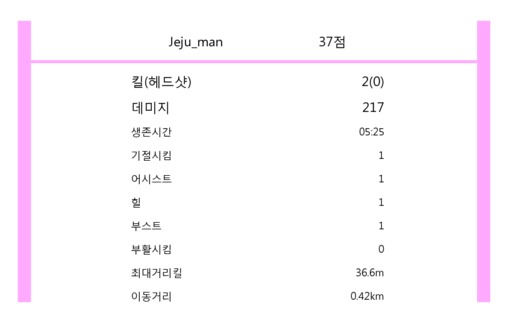 Jeju_man 37점
킬(헤드샷) 2(0)
데미지 217
생존시간 05:25
기절시킴 1
어시스트 1
힐 1
부스트 1
부활시킴 0
최대거리킬 36.6m
이동거리 0.42km